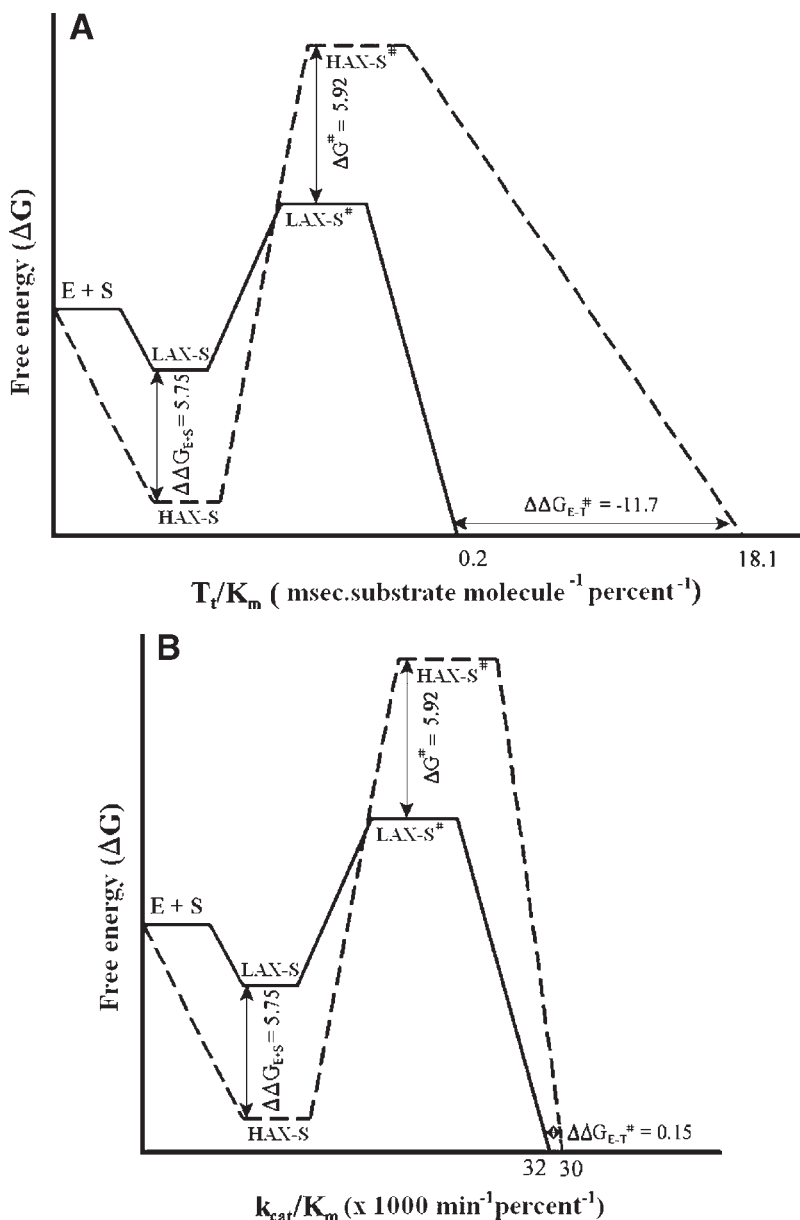 A
HAX-S#
ΔG# = 5.92
LAX-S#
E + S
LAX-S
ΔΔGE+S = 5.75
HAX-S
ΔΔGE-T# = -11.7
0.2
18.1
Free energy (ΔG)
Tt/Km ( msec.substrate molecule-1 percent-1)
B
HAX-S#
ΔG# = 5.92
LAX-S#
E + S
LAX-S
ΔΔGE+S = 5.75
HAX-S
ΔΔGE-T# = 0.15
32 30
Free energy (ΔG)
kcat/Km (x 1000 min-1percent-1)